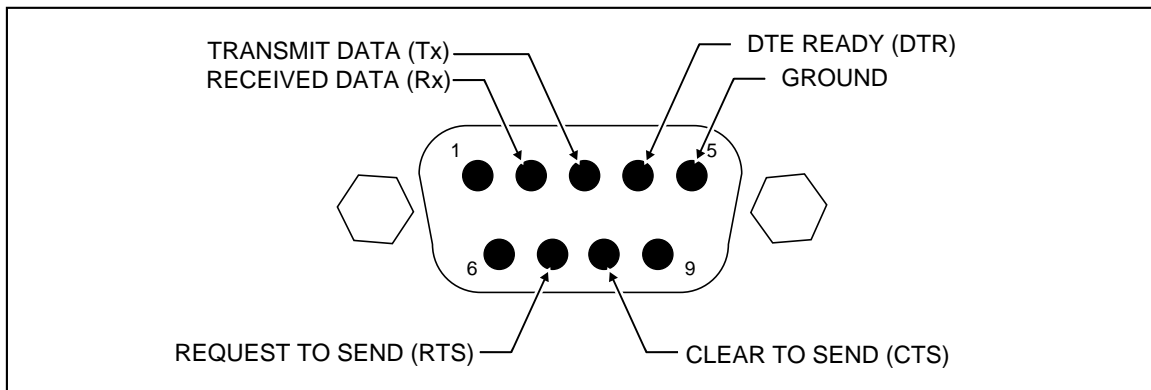 TRANSMIT DATA (Tx)
DTE READY (DTR)
RECEIVED DATA (Rx)
GROUND
1
5
6
9
REQUEST TO SEND (RTS)
CLEAR TO SEND (CTS)